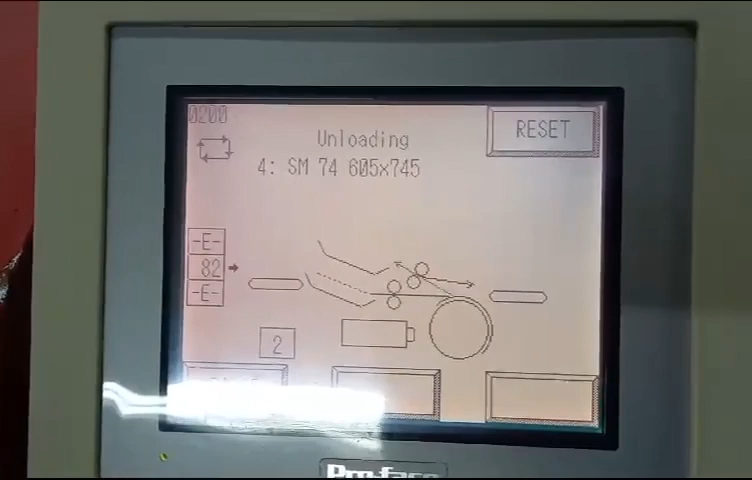 0200
RESET
Unloading
4: SM 74 605x745
-E-
82
-E-
2
Pro-face